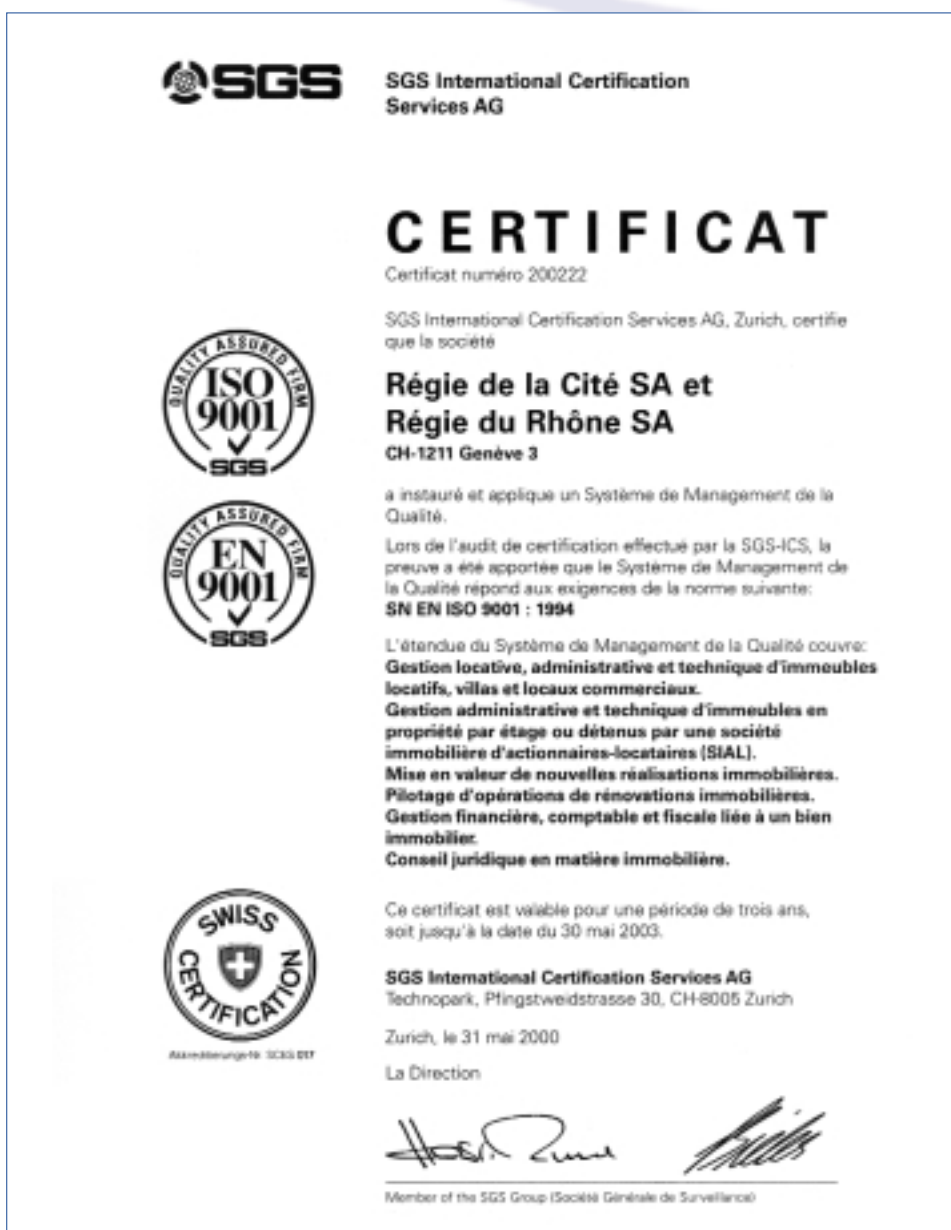 SGS
SGS International Certification
Services AG
CERTIFICAT
Certificat numéro 200222
SGS International Certification Services AG, Zurich, certifie
que la société
QUALITY ASSURED FIRM
ISO
9001
SGS
Régie de la Cité SA et
Régie du Rhône SA
CH-1211 Genève 3
a instauré et applique un Système de Management de la
Qualité.
QUALITY ASSURED FIRM
EN
9001
SGS
Lors de l'audit de certification effectué par la SGS-ICS, la
preuve a été apportée que le Système de Management de
la Qualité répond aux exigences de la norme suivante:
SN EN ISO 9001 : 1994
L'étendue du Système de Management de la Qualité couvre:
Gestion locative, administrative et technique d'immeubles
locatifs, villas et locaux commerciaux.
Gestion administrative et technique d'immeubles en
propriété par étage ou détenus par une société
immobilière d'actionnaires-locataires (SIAL).
Mise en valeur de nouvelles réalisations immobilières.
Pilotage d'opérations de rénovations immobilières.
Gestion financière, comptable et fiscale liée à un bien
immobilier.
Conseil juridique en matière immobilière.
SWISS
CERTIFICATION
Akkreditierungs-Nr. SCES 017
Ce certificat est valable pour une période de trois ans,
soit jusqu'à la date du 30 mai 2003.
SGS International Certification Services AG
Technopark, Pfingstweidstrasse 30, CH-8005 Zurich
Zurich, le 31 mai 2000
La Direction
Member of the SGS Group (Société Générale de Surveillance)